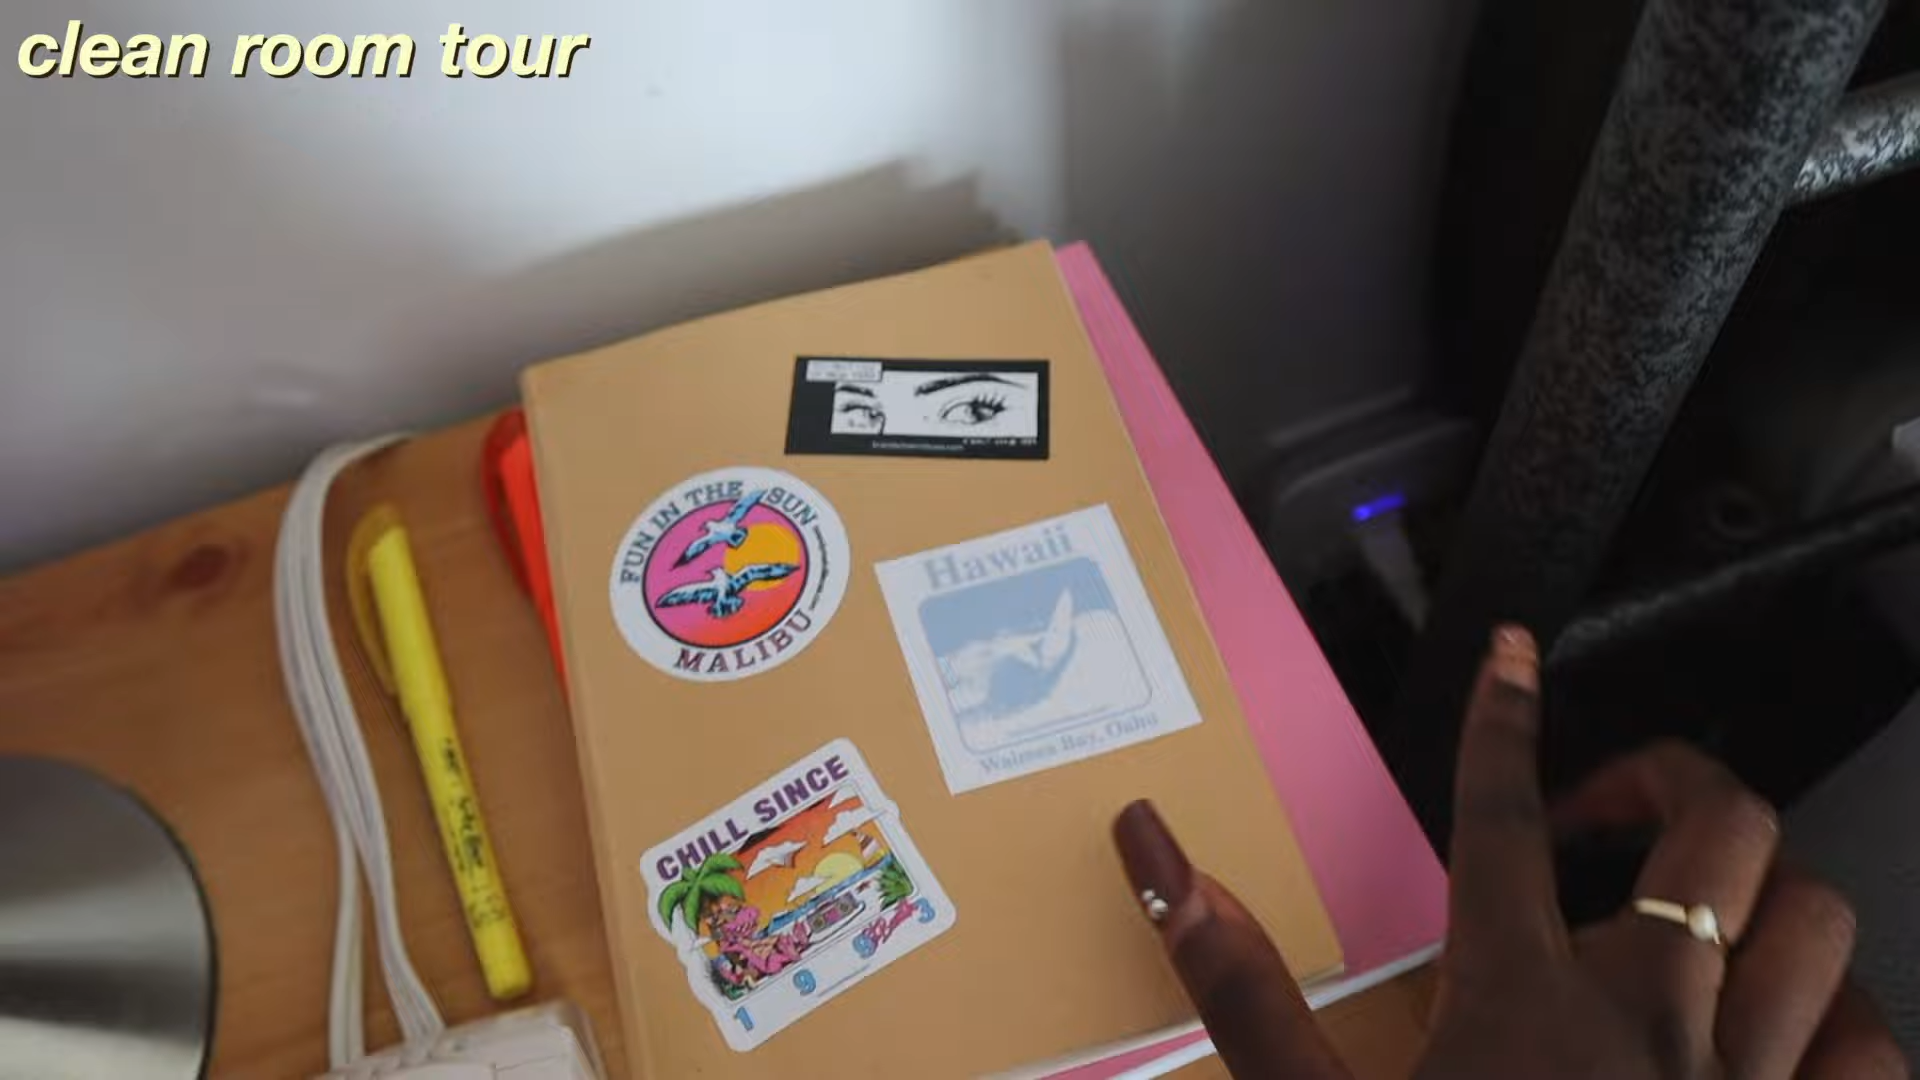 clean room tour
FUN IN THE SUN
MALIBU
Hawaii
Waimea Bay, Oahu
CHILL SINCE
1 9 9 3